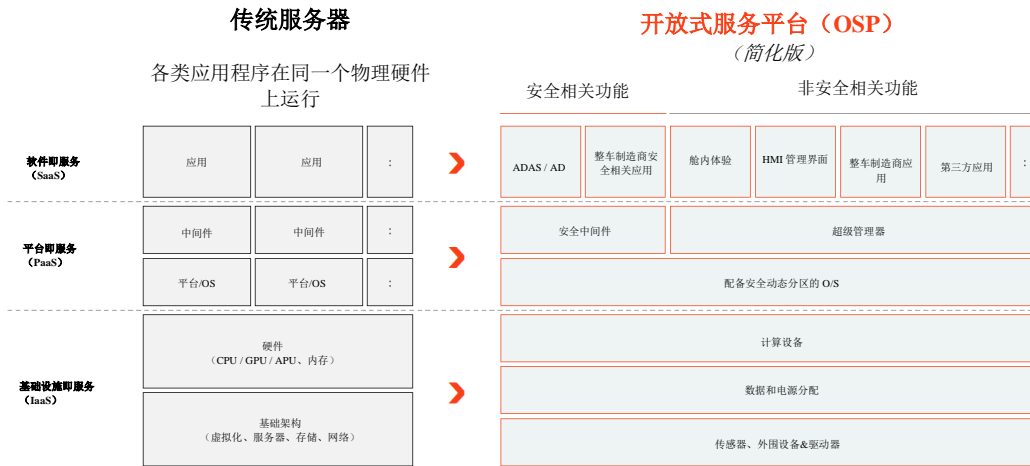 传统服务器
开放式服务平台（OSP）
（简化版）
各类应用程序在同一个物理硬件
上运行
安全相关功能
非安全相关功能
软件即服务
（SaaS）
应用
应用
:
ADAS / AD
整车制造商安
全相关应用
舱内体验
HMI 管理界面
整车制造商应
用
第三方应用
:
平台即服务
（PaaS）
中间件
中间件
:
安全中间件
超级管理器
平台/OS
平台/OS
:
配备安全动态分区的 O/S
基础设施即服务
（IaaS）
硬件
（CPU / GPU / APU、内存）
计算设备
数据和电源分配
基础架构
（虚拟化、服务器、存储、网络）
传感器、外围设备&驱动器